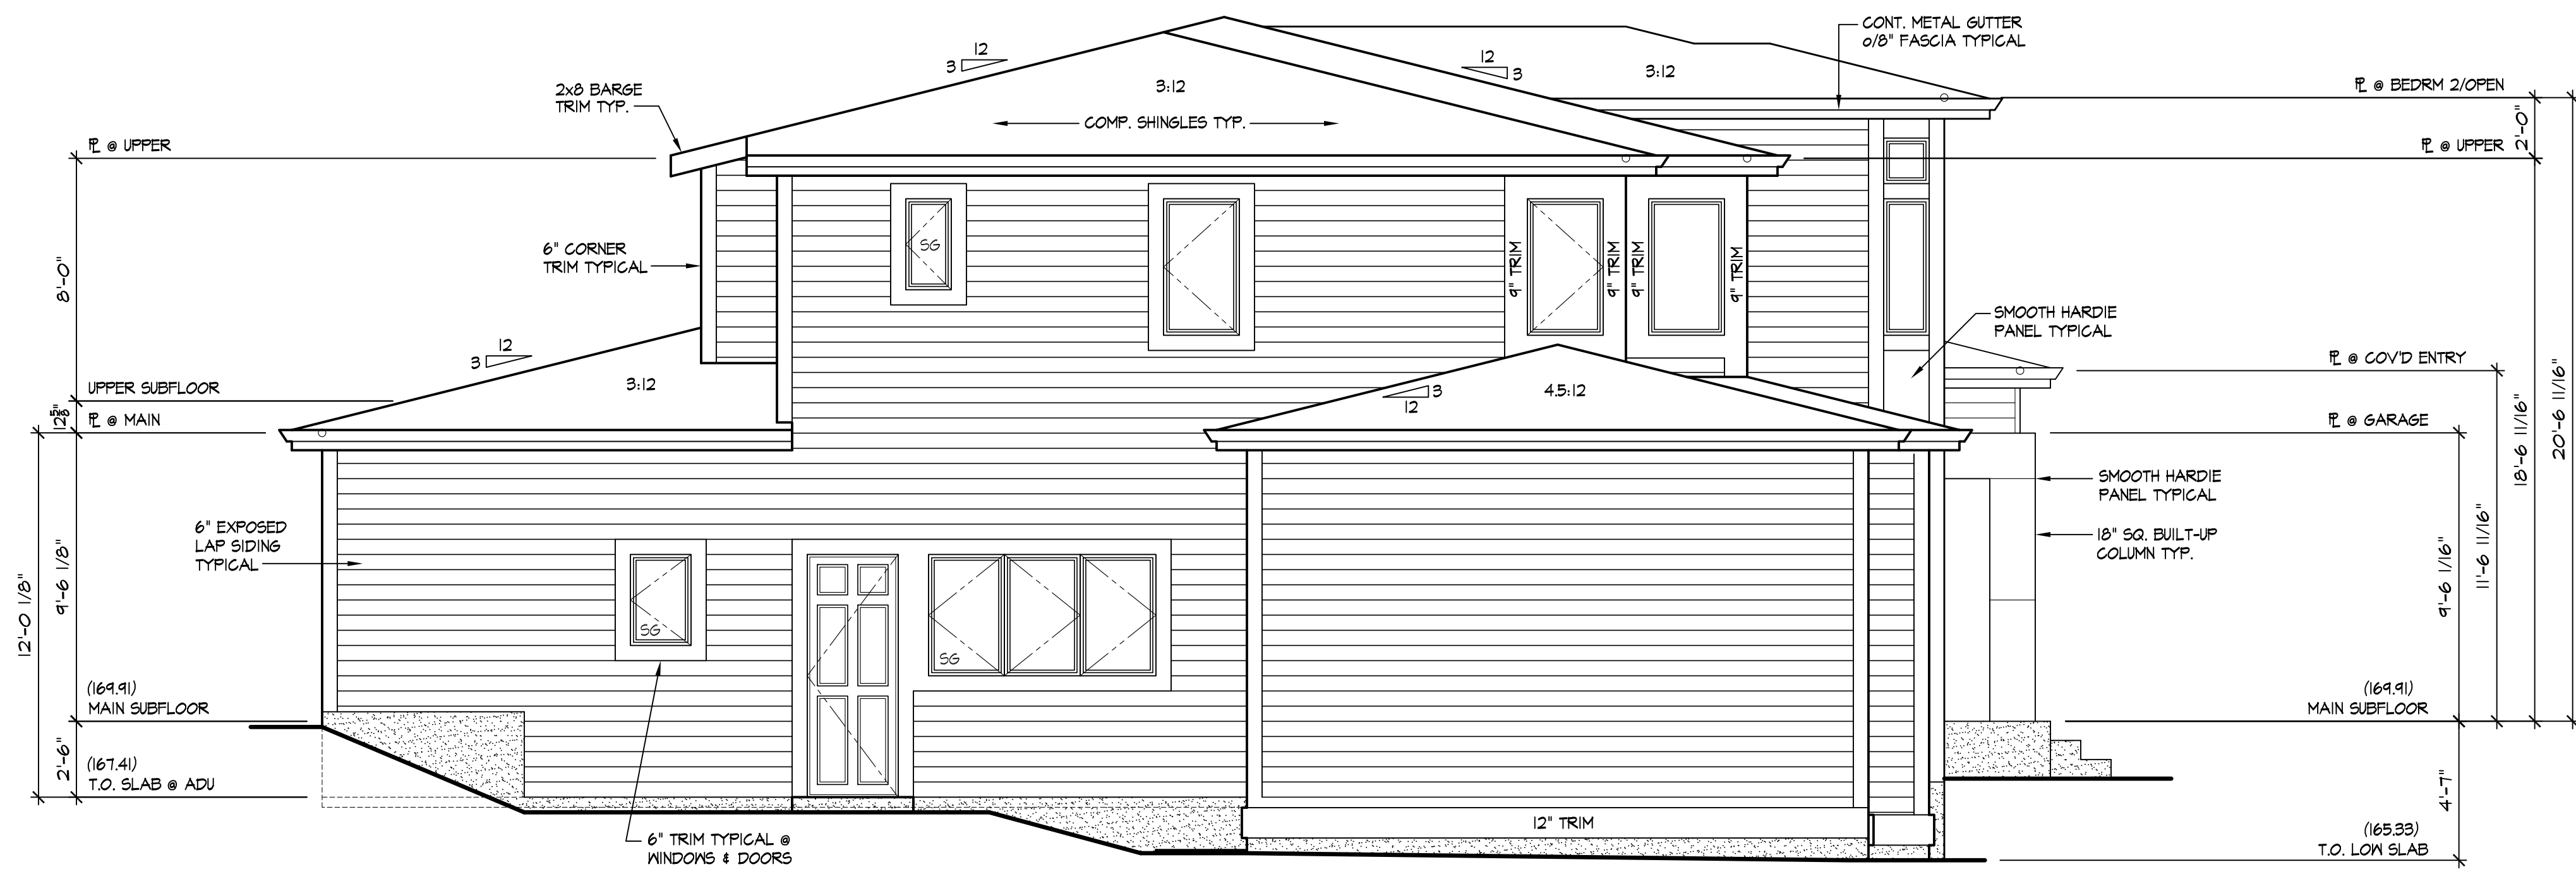 CONT. METAL GUTTER
o/8" FASCIA TYPICAL
12
3
12
3
3:12
3:12
2x8 BARGE
TRIM TYP.
COMP. SHINGLES TYP.
℄ @ BEDRM 2/OPEN
2'-0"
℄ @ UPPER
℄ @ UPPER
8'-0"
6" CORNER
TRIM TYPICAL
SG
9" TRIM
9" TRIM
9" TRIM
9" TRIM
SMOOTH HARDIE
PANEL TYPICAL
12
3
3:12
3
12
4.5:12
℄ @ COV'D ENTRY
UPPER SUBFLOOR
12 5/8"
℄ @ MAIN
℄ @ GARAGE
20'-6 11/16"
18'-6 11/16"
11'-6 11/16"
9'-6 1/16"
SMOOTH HARDIE
PANEL TYPICAL
18" SQ. BUILT-UP
COLUMN TYP.
6" EXPOSED
LAP SIDING
TYPICAL
12'-0 1/8"
9'-6 1/8"
SG
SG
(169.91)
MAIN SUBFLOOR
(169.91)
MAIN SUBFLOOR
2'-6"
(167.41)
T.O. SLAB @ ADU
4'-7"
12" TRIM
6" TRIM TYPICAL @
WINDOWS & DOORS
(165.33)
T.O. LOW SLAB